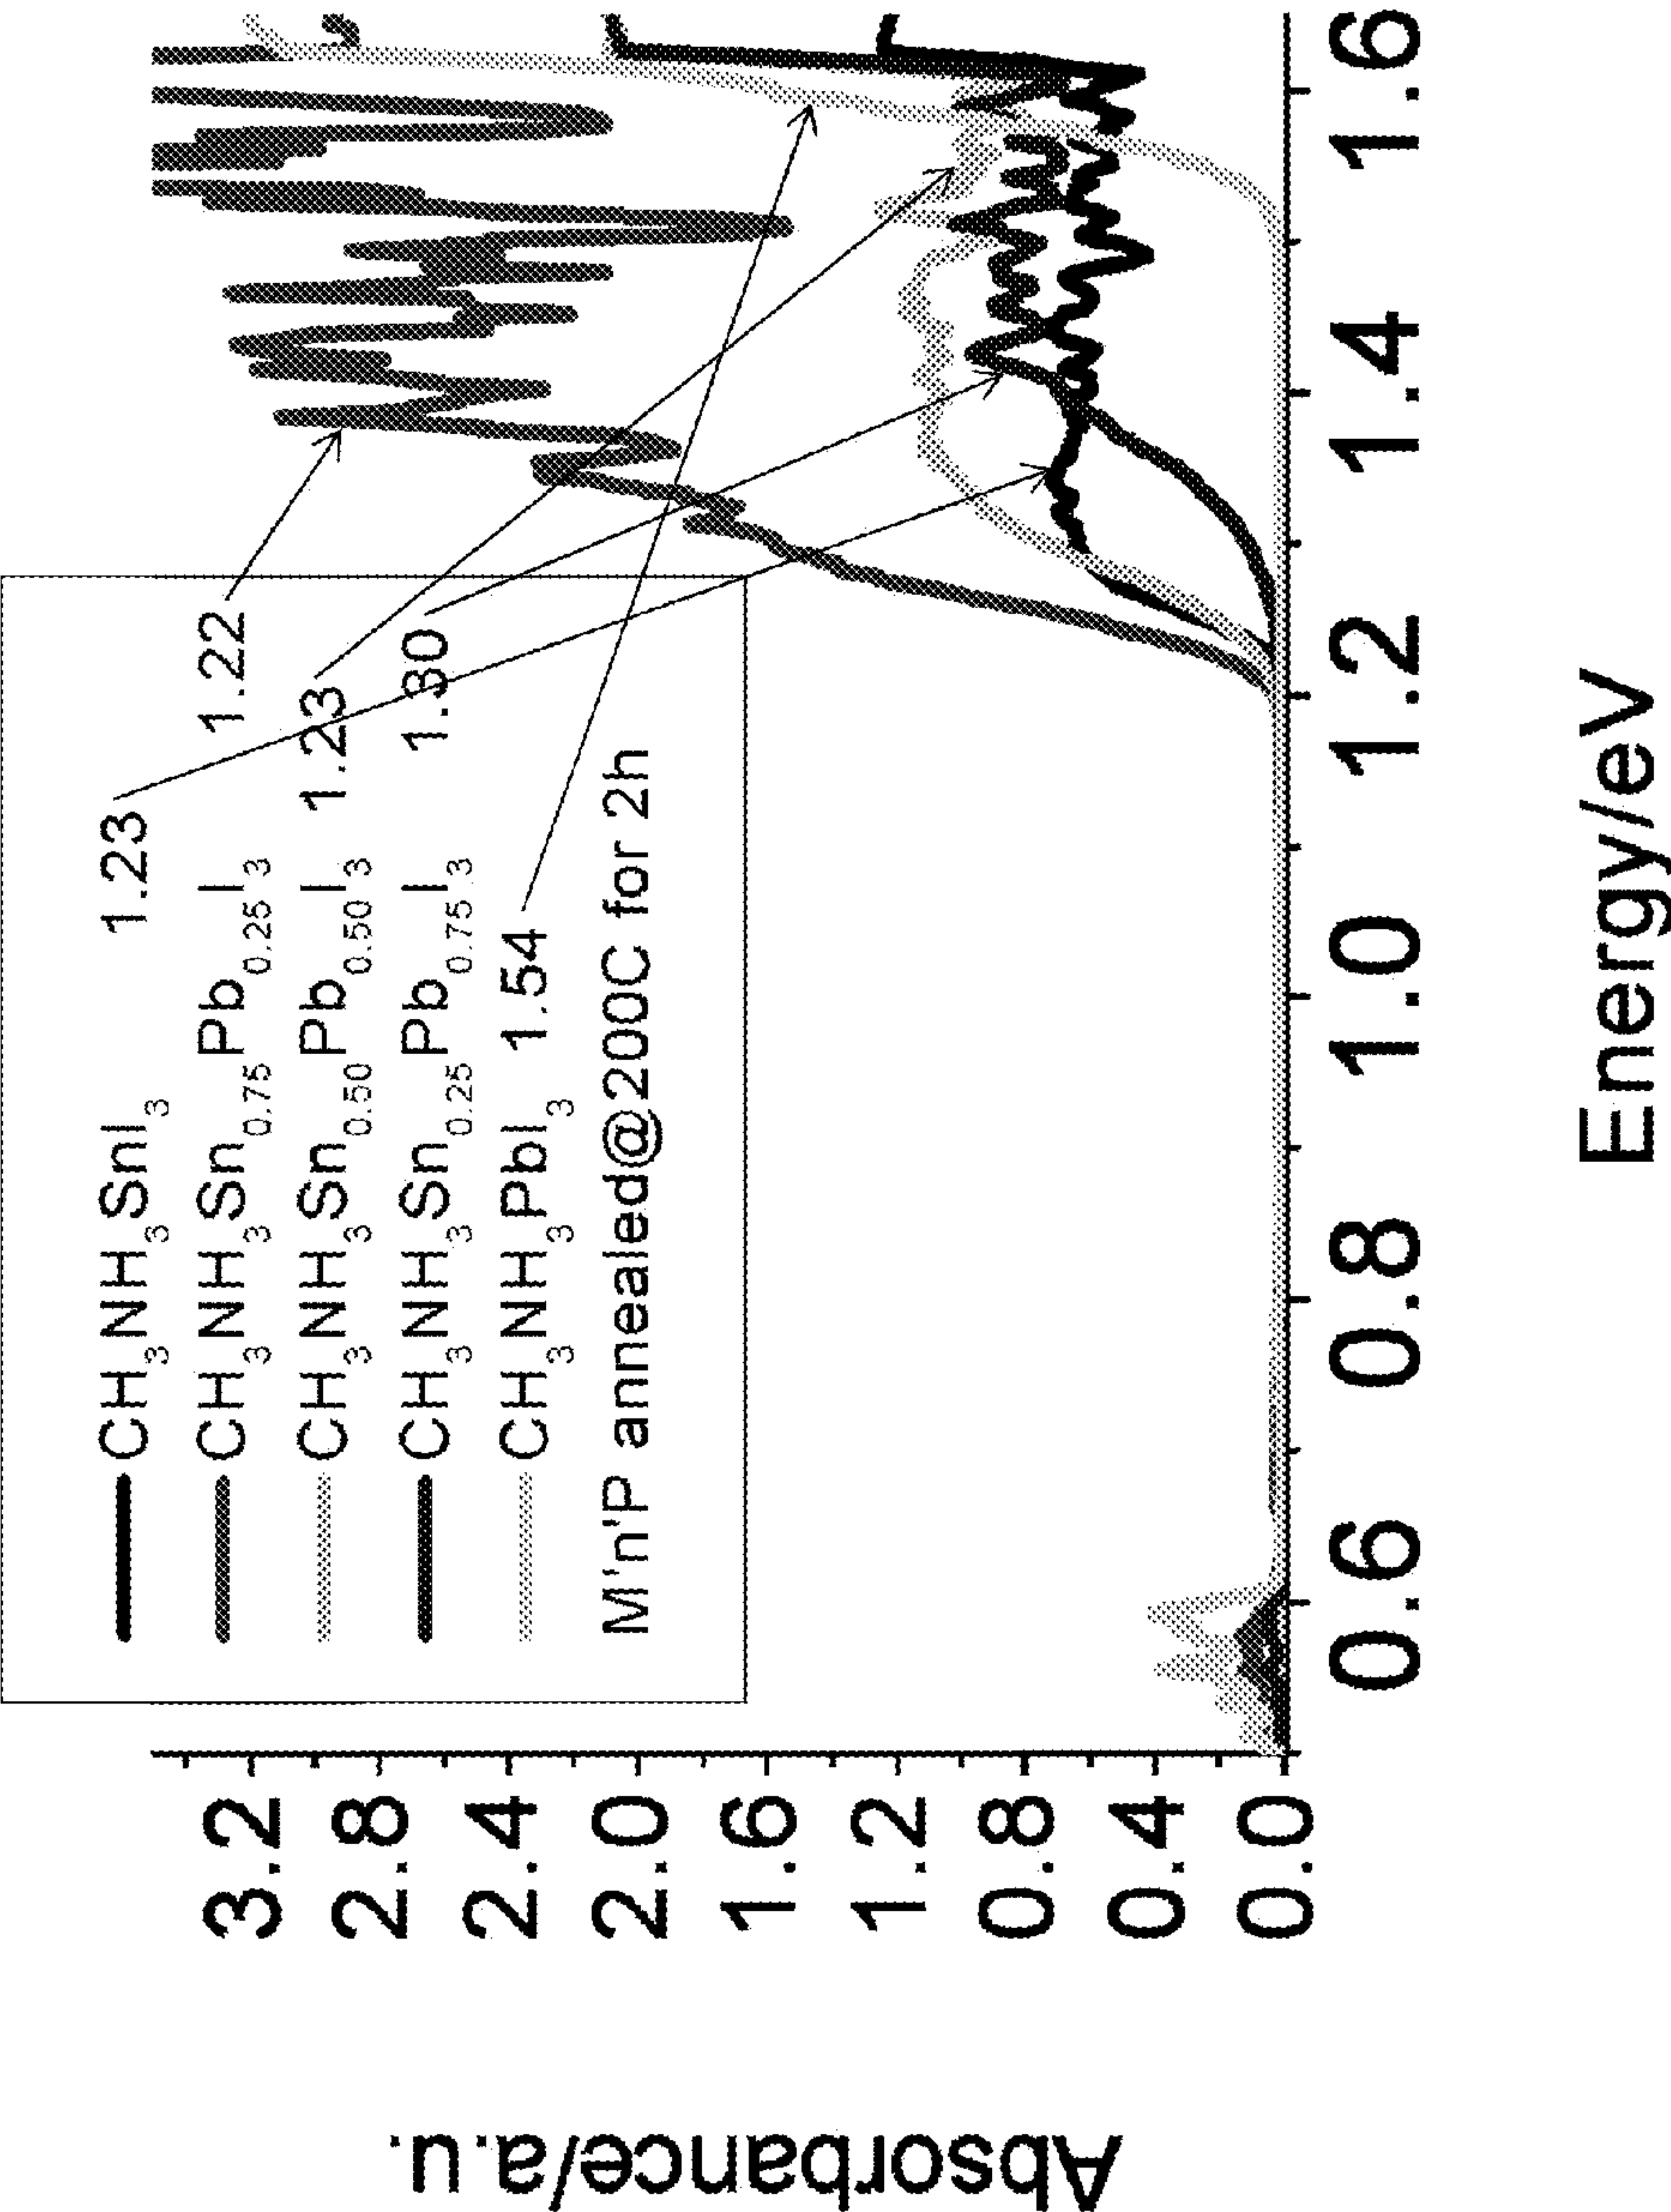 CH3NH3SnI3 1.23
CH3NH3Sn0.75Pb0.25I3 1.22
CH3NH3Sn0.50Pb0.50I3 1.23
CH3NH3Sn0.25Pb0.75I3 1.30
CH3NH3PbI3 1.54
M'n'P annealed@200C for 2h
Absorbance/a.u.
3.2
2.8
2.4
2.0
1.6
1.2
0.8
0.4
0.0
0.6 0.8 1.0 1.2 1.4 1.6
Energy/eV